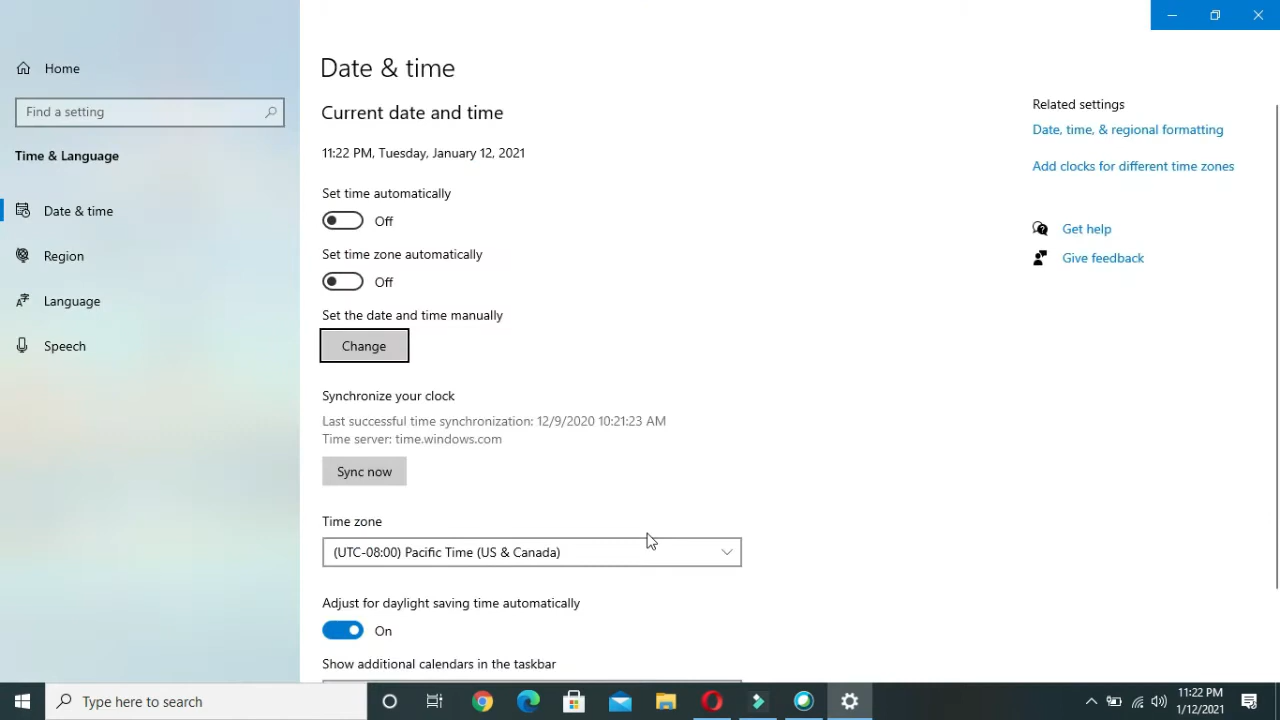 Home
Find a setting
Time & Language
Date & time
Region
Language
Speech
Date & time
Current date and time
11:22 PM, Tuesday, January 12, 2021
Set time automatically
Off
Set time zone automatically
Off
Set the date and time manually
Change
Synchronize your clock
Last successful time synchronization: 12/9/2020 10:21:23 AM
Time server: time.windows.com
Sync now
Time zone
(UTC-08:00) Pacific Time (US & Canada)
Adjust for daylight saving time automatically
On
Show additional calendars in the taskbar
Related settings
Date, time, & regional formatting
Add clocks for different time zones
Get help
Give feedback
Type here to search
11:22 PM
1/12/2021